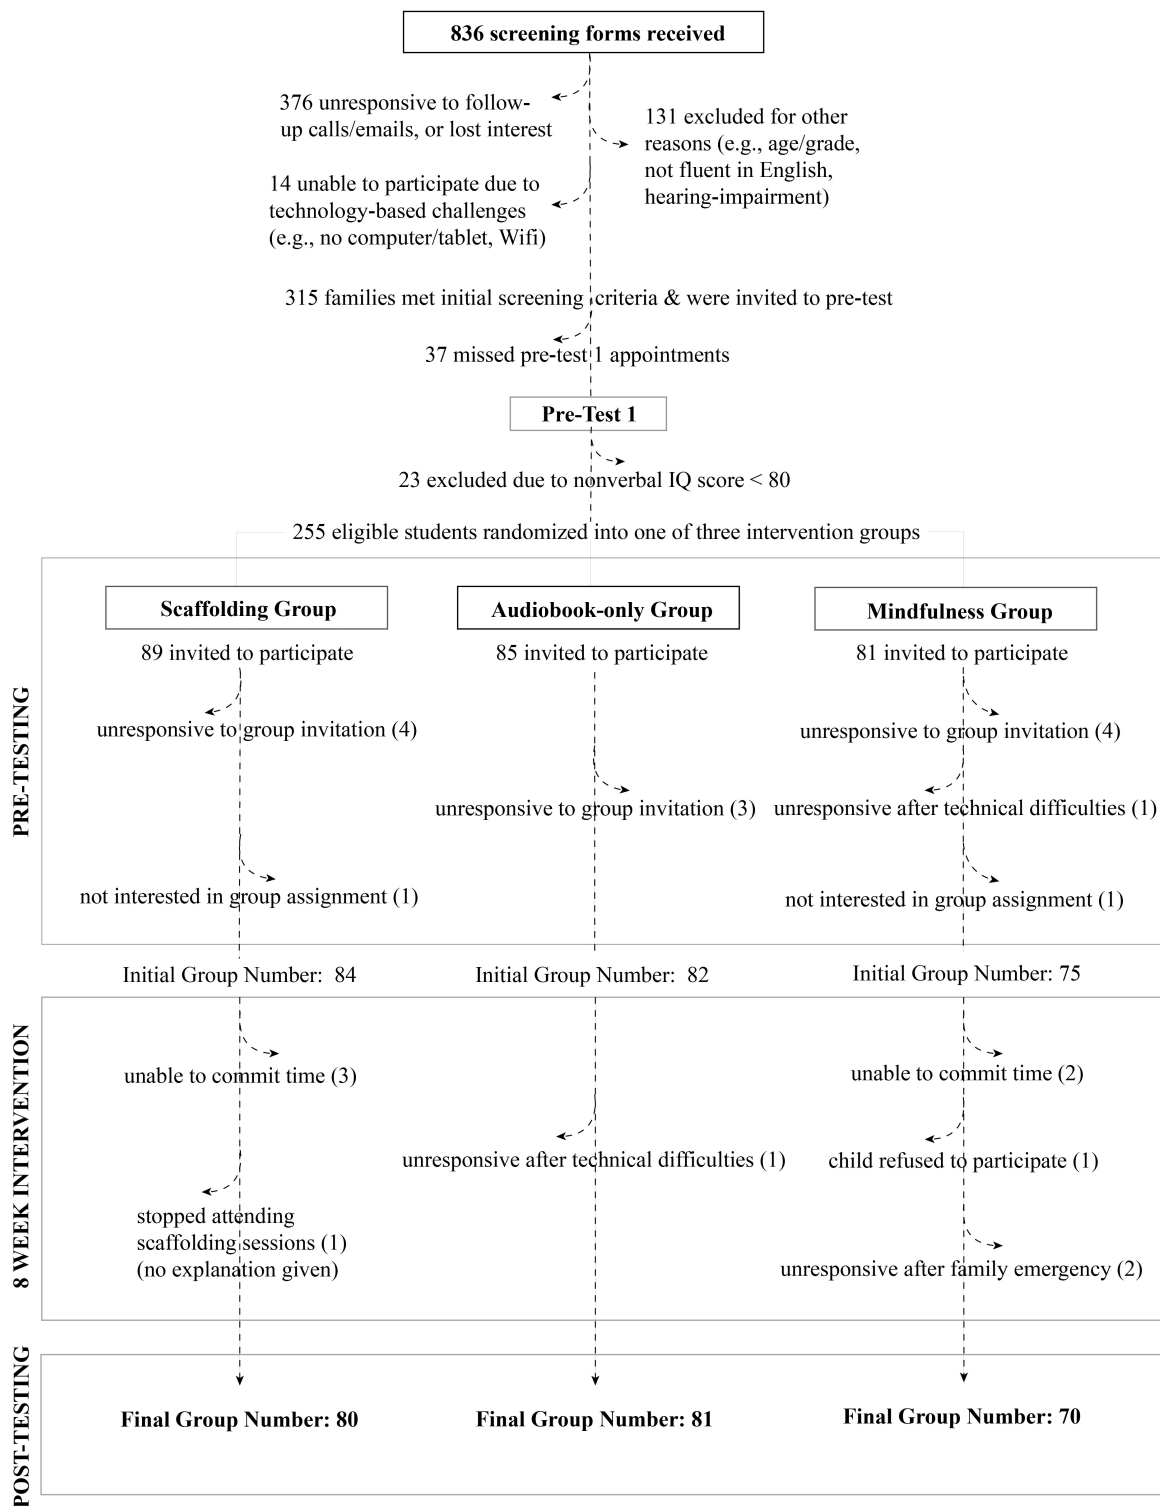 836 screening forms received
376 unresponsive to follow-
up calls/emails, or lost interest
131 excluded for other
reasons (e.g., age/grade,
not fluent in English,
hearing-impairment)
14 unable to participate due to
technology-based challenges
(e.g., no computer/tablet, Wifi)
315 families met initial screening criteria & were invited to pre-test
37 missed pre-test 1 appointments
Pre-Test 1
23 excluded due to nonverbal IQ score < 80
255 eligible students randomized into one of three intervention groups
PRE-TESTING
Scaffolding Group
Audiobook-only Group
Mindfulness Group
89 invited to participate
85 invited to participate
81 invited to participate
unresponsive to group invitation (4)
unresponsive to group invitation (4)
unresponsive to group invitation (3)
unresponsive after technical difficulties (1)
not interested in group assignment (1)
not interested in group assignment (1)
Initial Group Number: 84
Initial Group Number: 82
Initial Group Number: 75
8 WEEK INTERVENTION
unable to commit time (3)
unable to commit time (2)
unresponsive after technical difficulties (1)
child refused to participate (1)
stopped attending
scaffolding sessions (1)
(no explanation given)
unresponsive after family emergency (2)
POST-TESTING
Final Group Number: 80
Final Group Number: 81
Final Group Number: 70